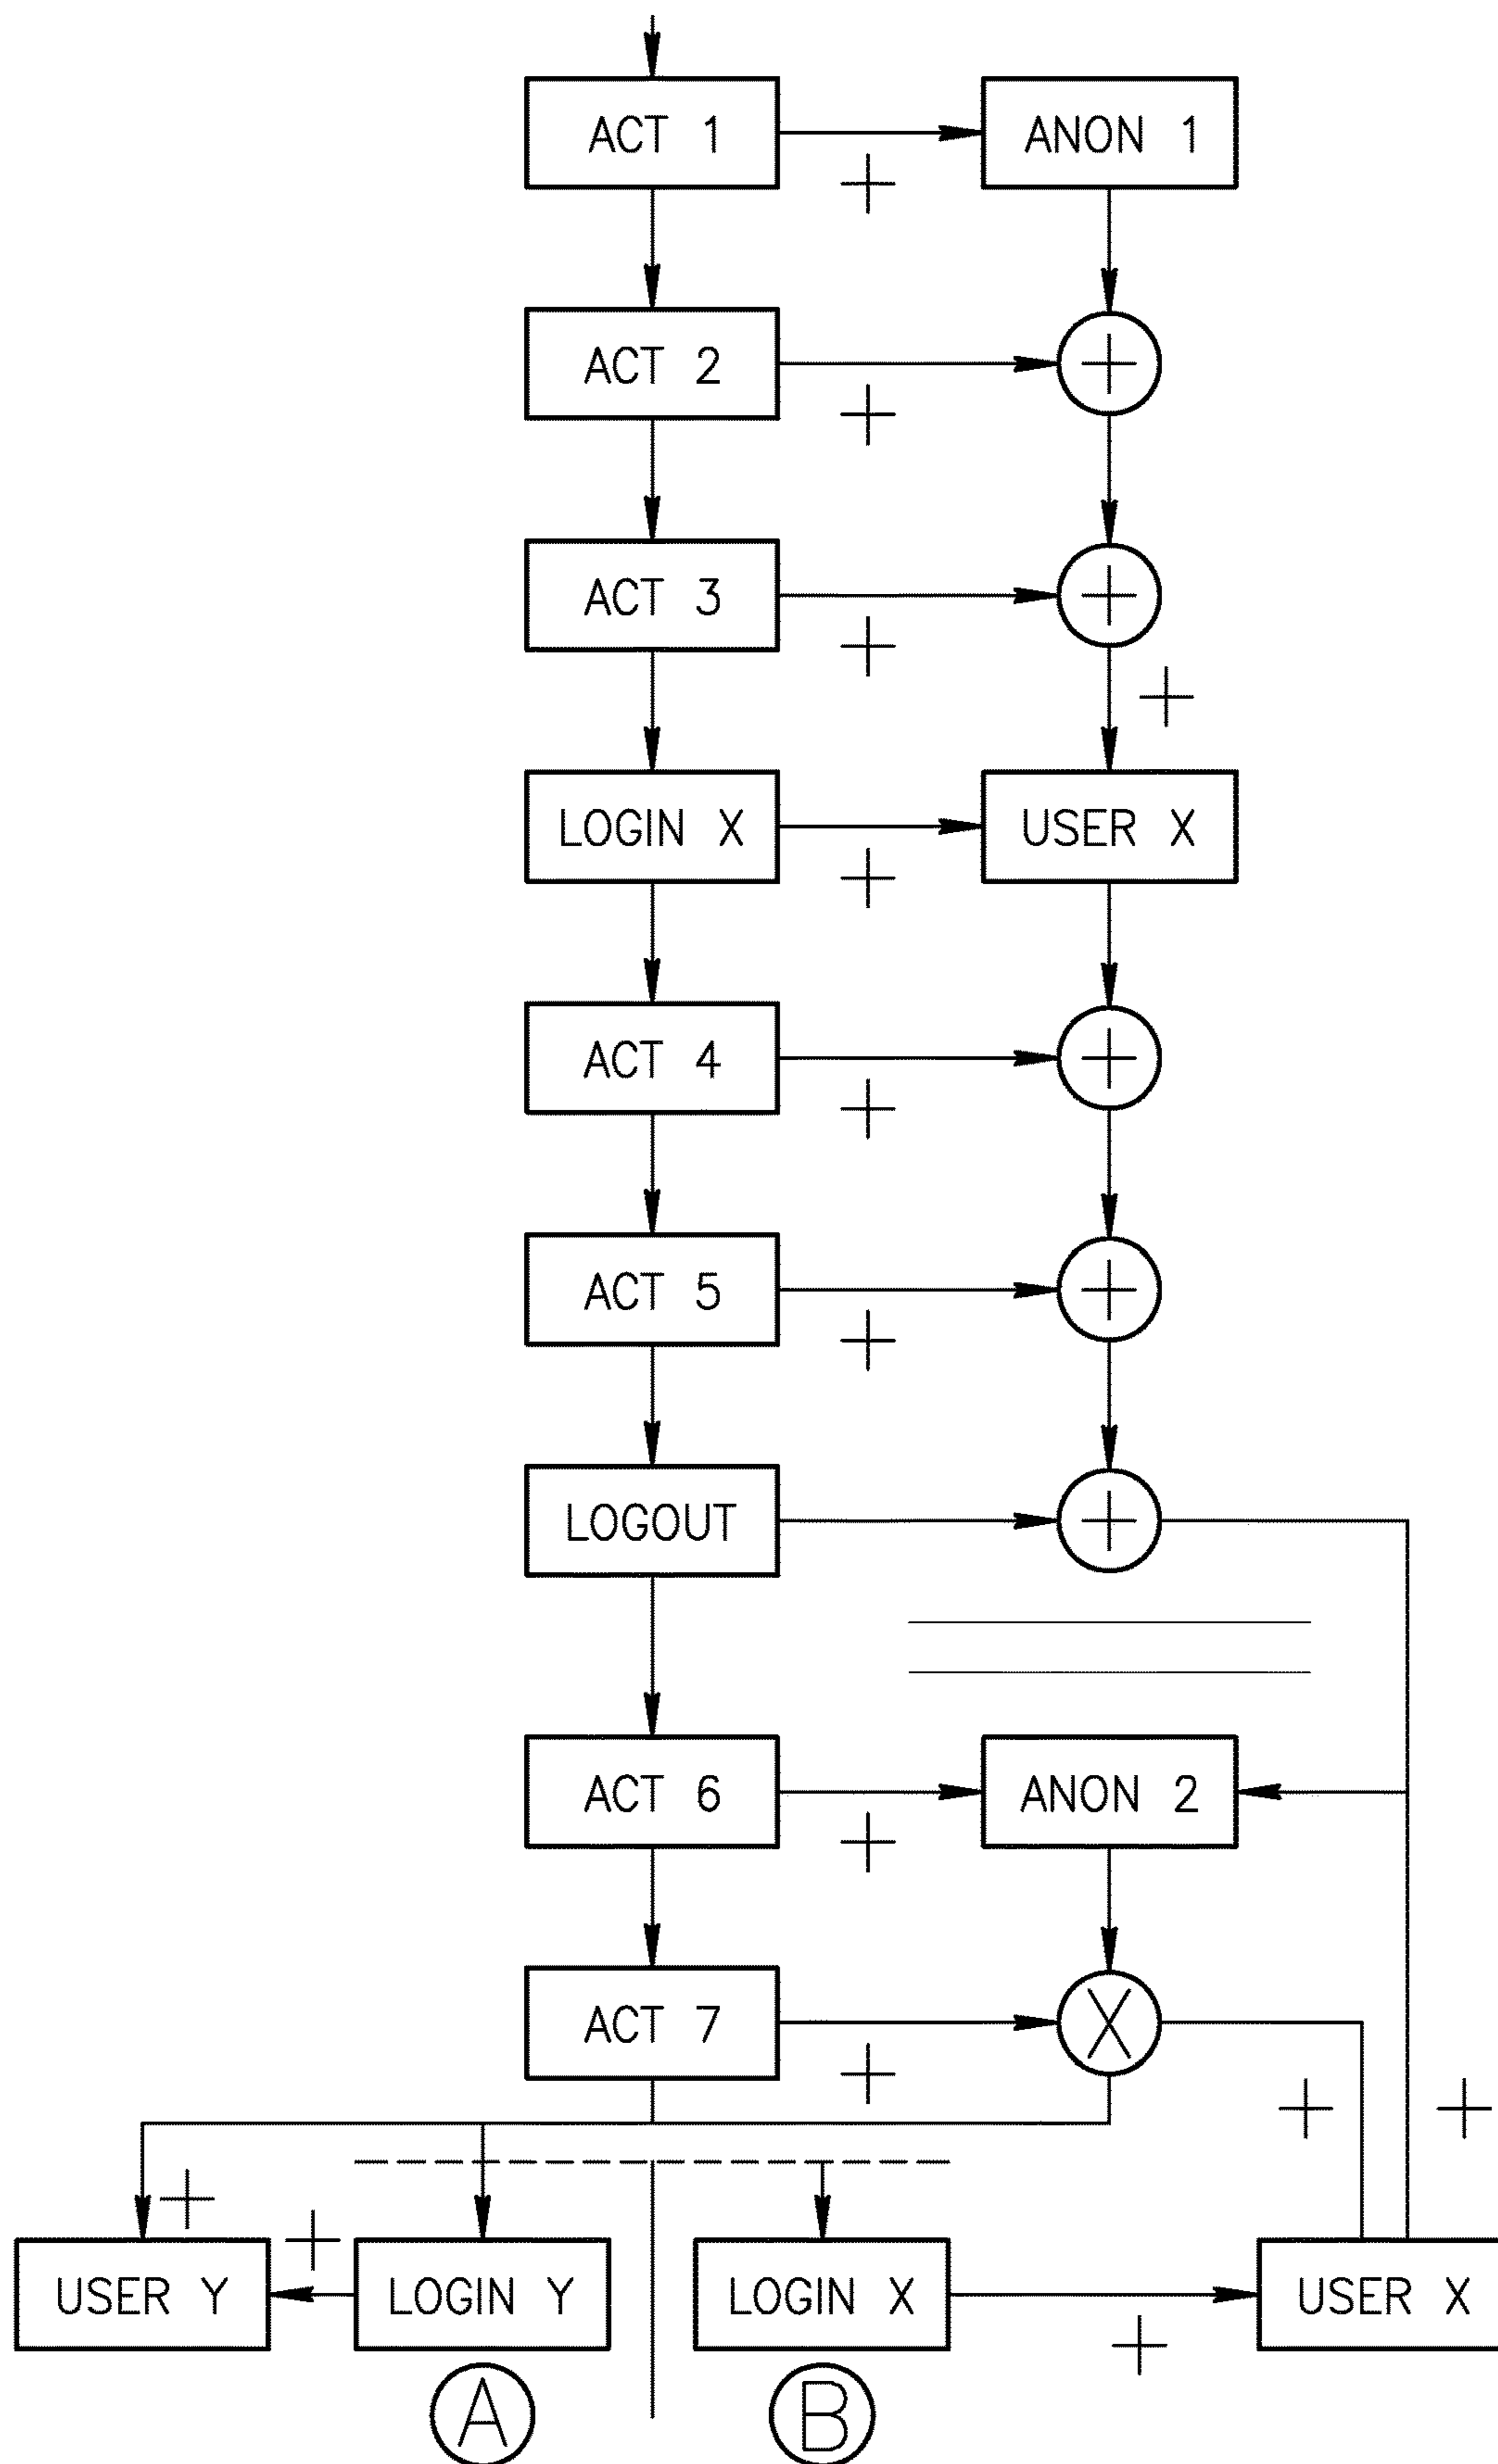 ACT 1
ANON 1
+
ACT 2
+
+
ACT 3
+
+
+
LOGIN X
USER X
+
ACT 4
+
+
ACT 5
+
+
LOGOUT
+
ACT 6
ANON 2
+
ACT 7
X
+
+
+
+
+
USER Y
LOGIN Y
LOGIN X
USER X
+
A
B